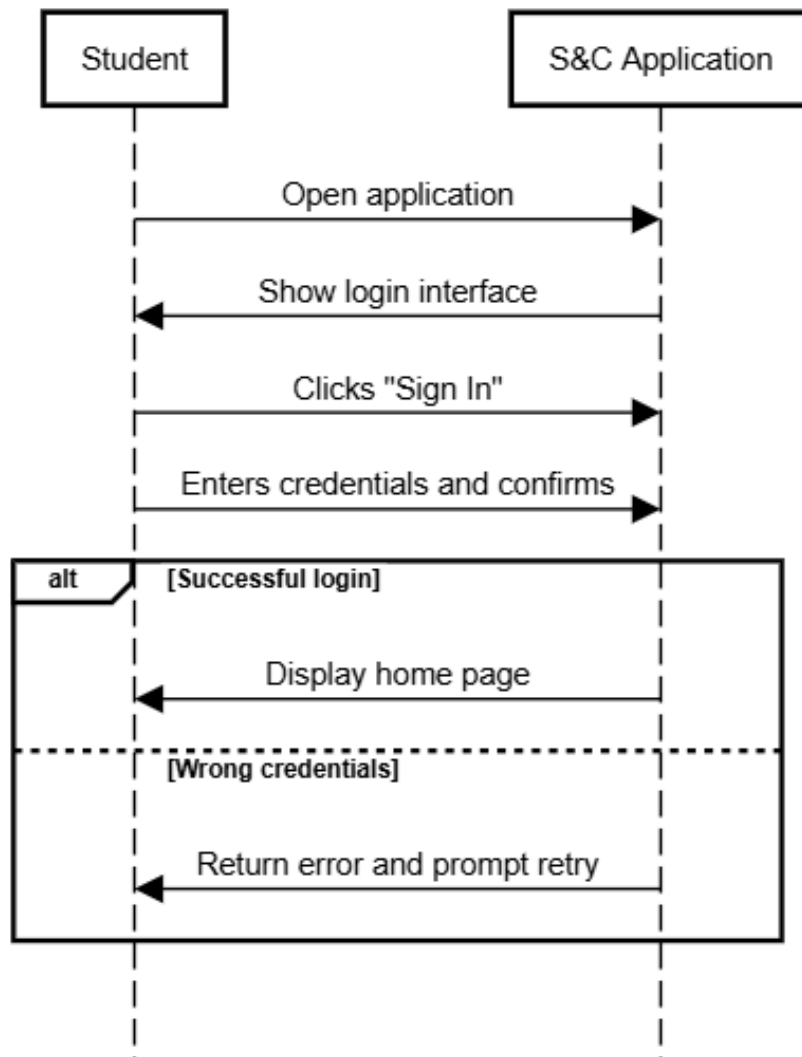 Student
S&C Application
Open application
Show login interface
Clicks "Sign In"
Enters credentials and confirms
alt
[Successful login]
Display home page
[Wrong credentials]
Return error and prompt retry